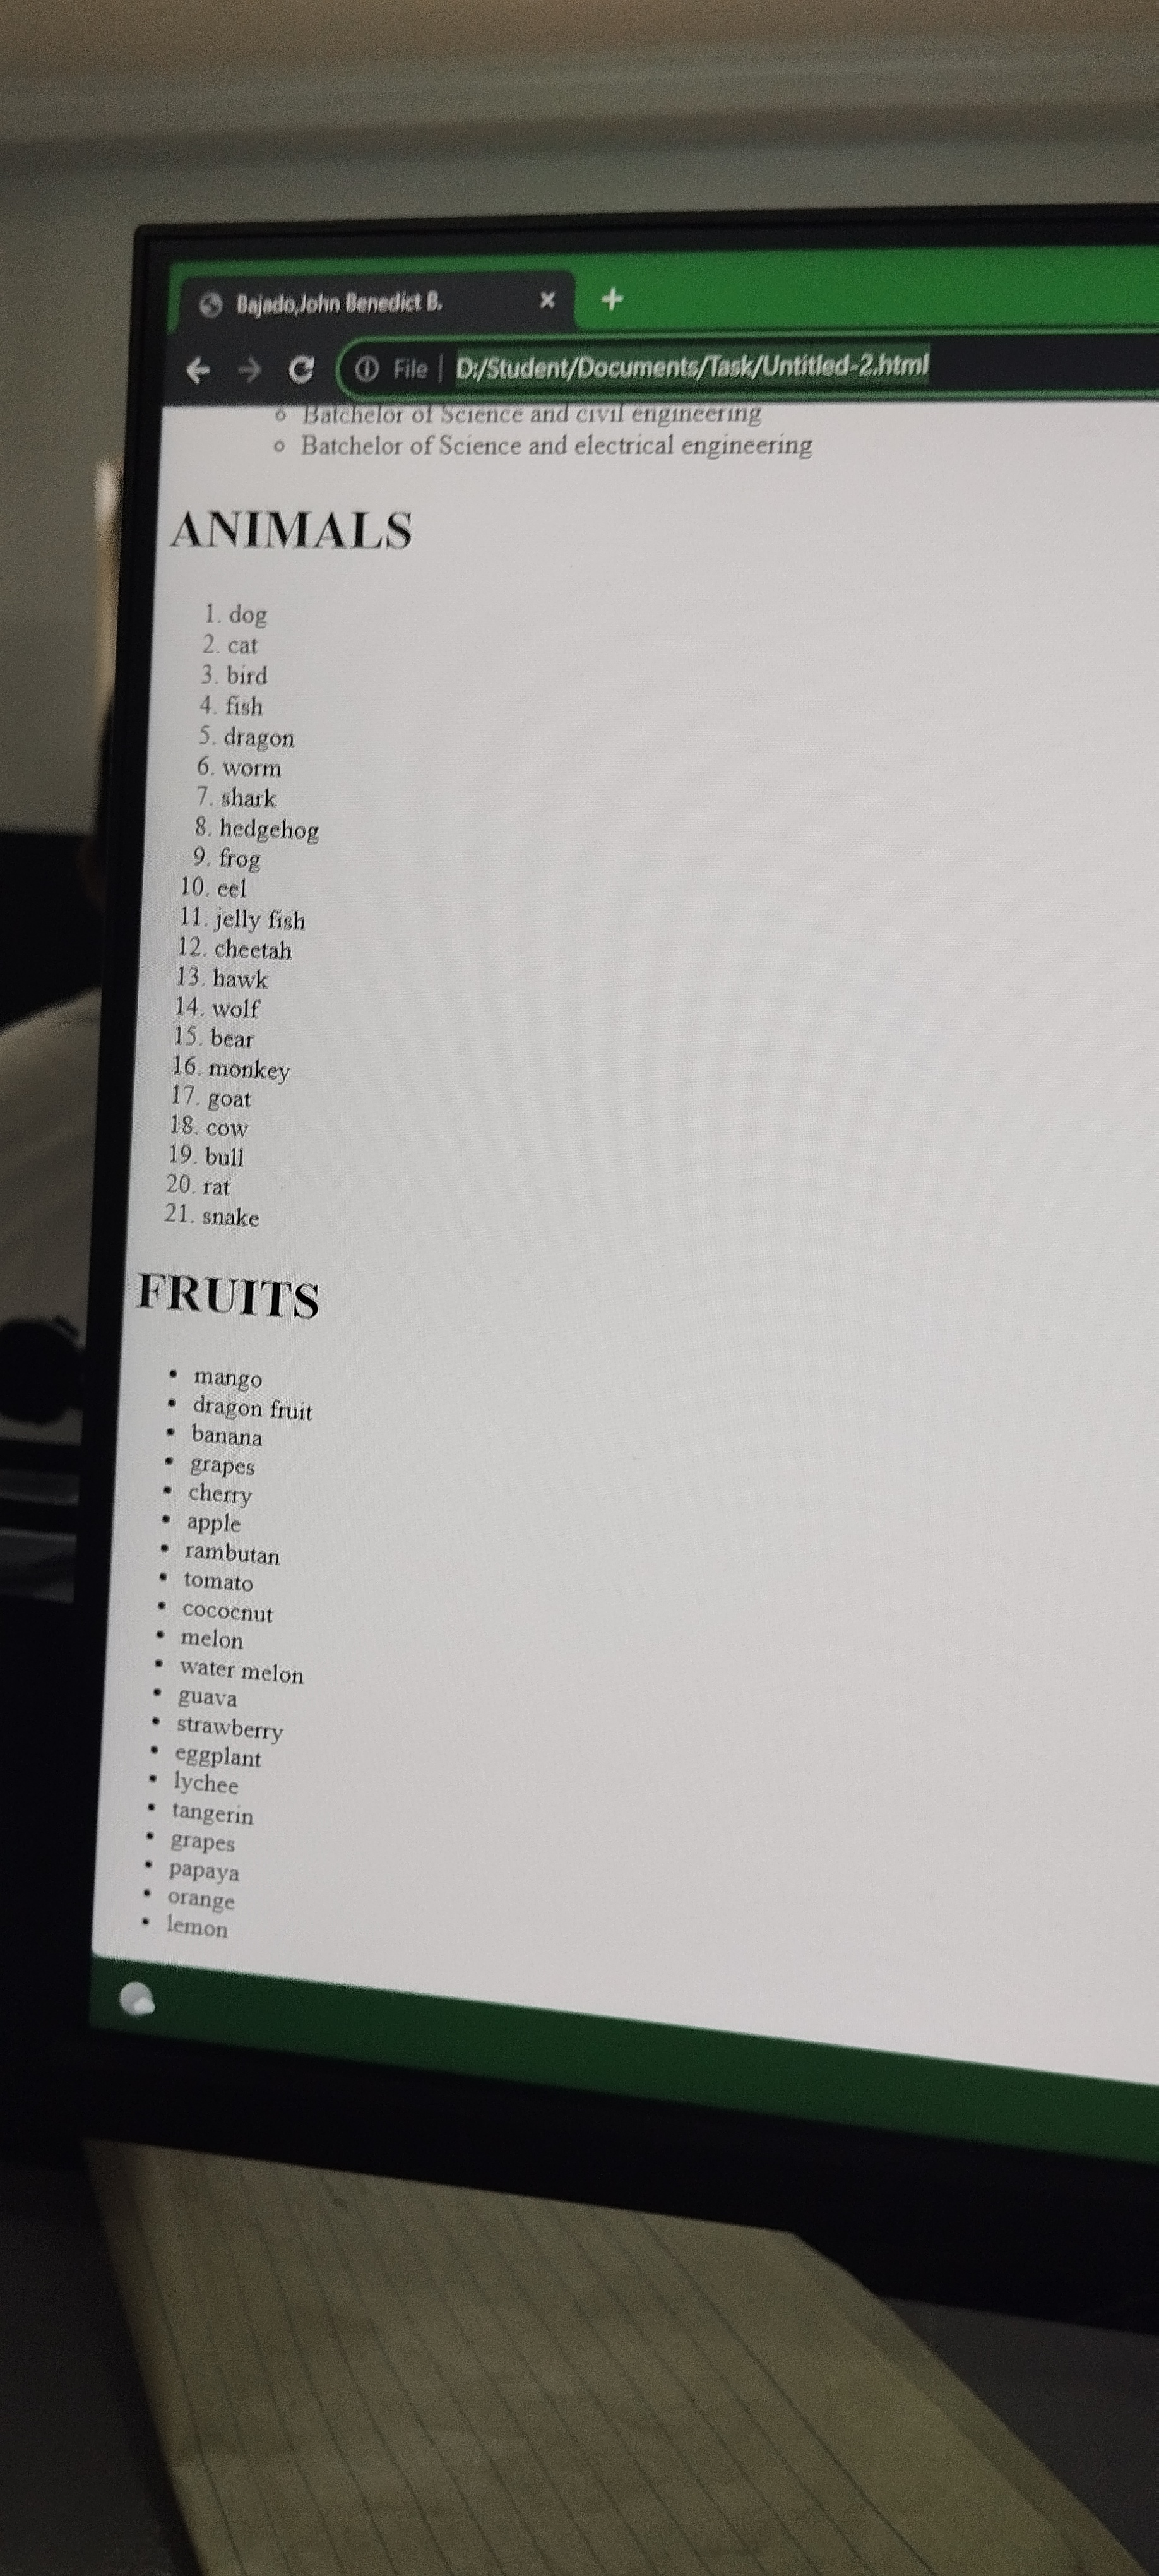 Bajado,John Benedict B.
File | D:/Student/Documents/Task/Untitled-2.html
Batchelor of Science and civil engineering
Batchelor of Science and electrical engineering
ANIMALS
1. dog
2. cat
3. bird
4. fish
5. dragon
6. worm
7. shark
8. hedgehog
9. frog
10. eel
11. jelly fish
12. cheetah
13. hawk
14. wolf
15. bear
16. monkey
17. goat
18. cow
19. bull
20. rat
21. snake
FRUITS
• mango
• dragon fruit
• banana
• grapes
• cherry
• apple
• rambutan
• tomato
• cococnut
• melon
• water melon
• guava
• strawberry
• eggplant
• lychee
• tangerin
• grapes
• papaya
• orange
• lemon